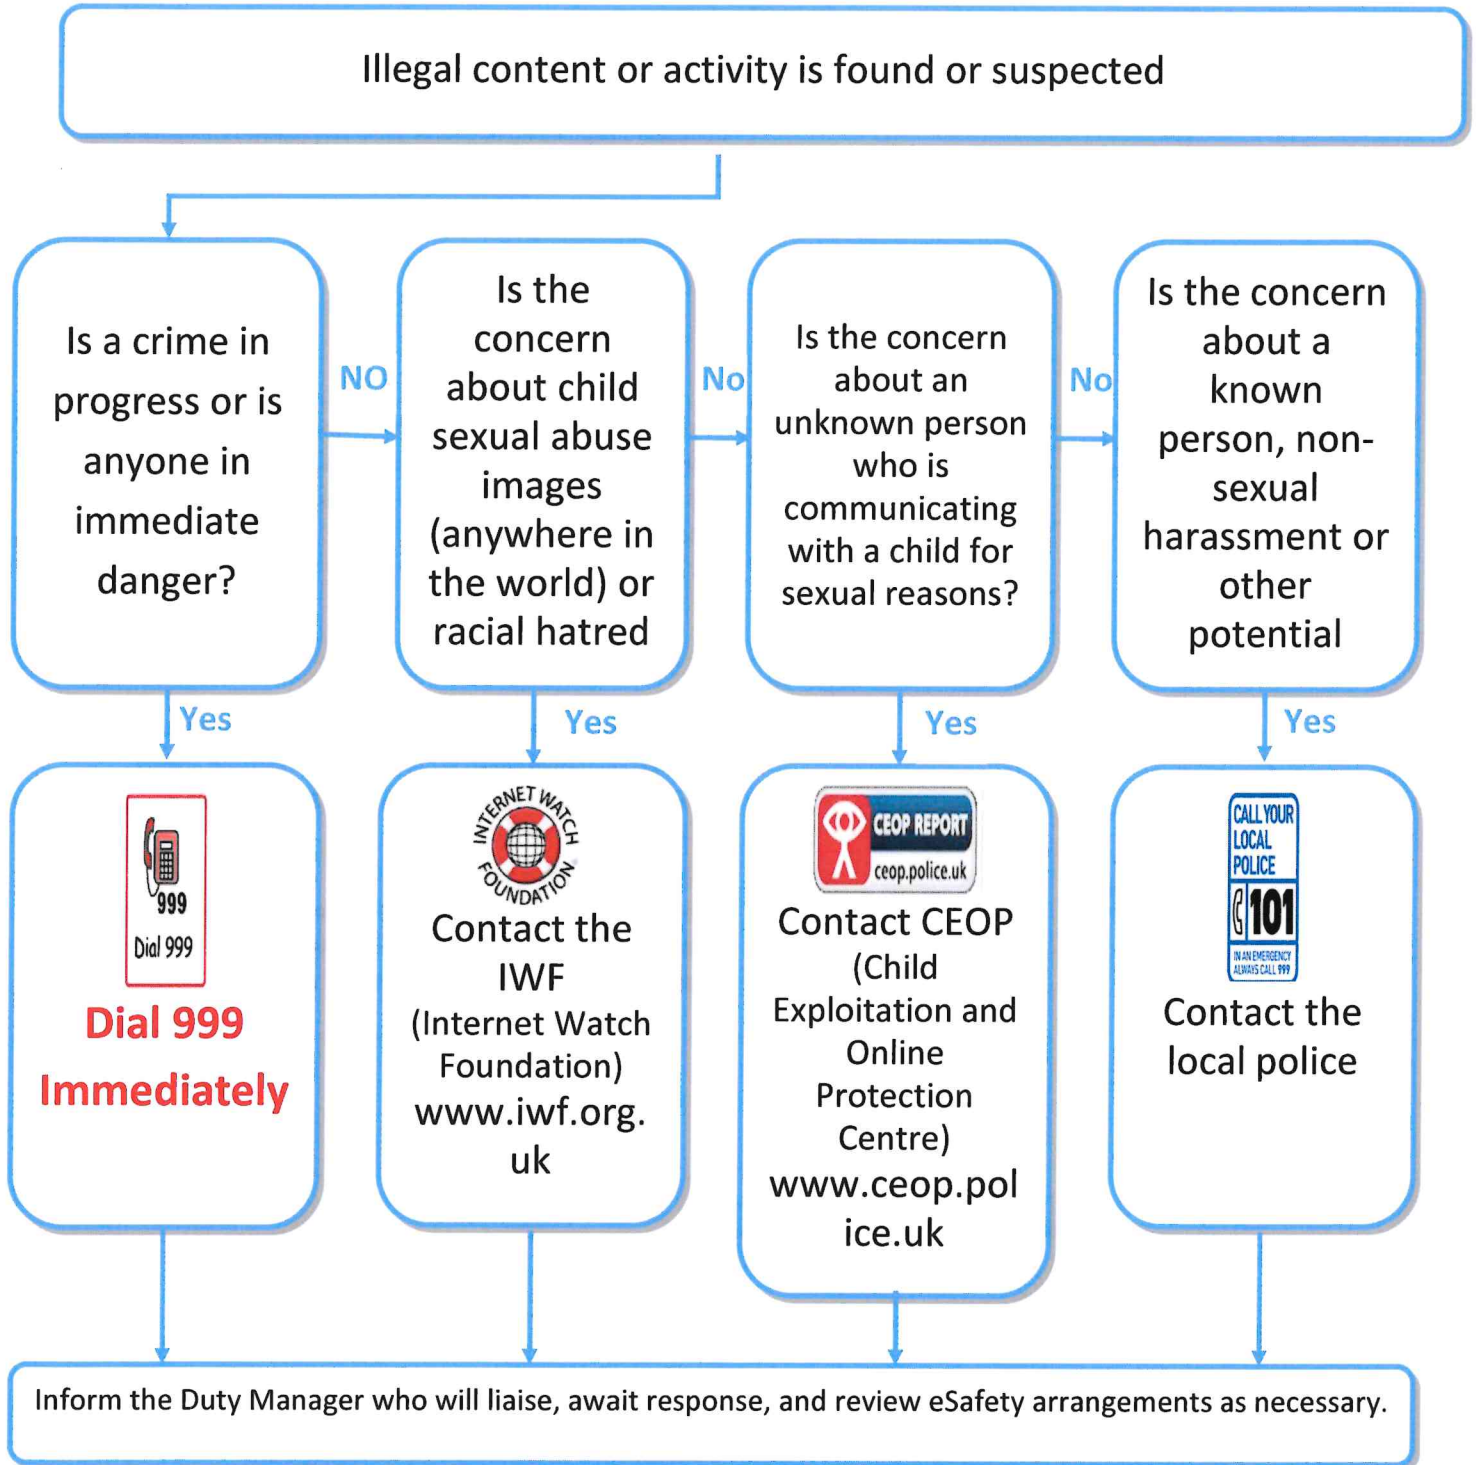 Illegal content or activity is found or suspected
Is a crime in
progress or is
anyone in
immediate
danger?
NO
Is the
concern
about child
sexual abuse
images
(anywhere in
the world) or
racial hatred
No
Is the concern
about an
unknown person
who is
communicating
with a child for
sexual reasons?
No
Is the concern
about a
known
person, non-
sexual
harassment or
other
potential
Yes
Yes
Yes
Yes
999
Dial 999
Dial 999
Immediately
INTERNET WATCH
FOUNDATION
Contact the
IWF
(Internet Watch
Foundation)
www.iwf.org.
uk
CEOP REPORT
ceop.police.uk
Contact CEOP
(Child
Exploitation and
Online
Protection
Centre)
www.ceop.pol
ice.uk
CALL YOUR
LOCAL
POLICE
101
IN AN EMERGENCY
ALWAYS CALL 999
Contact the
local police
Inform the Duty Manager who will liaise, await response, and review eSafety arrangements as necessary.